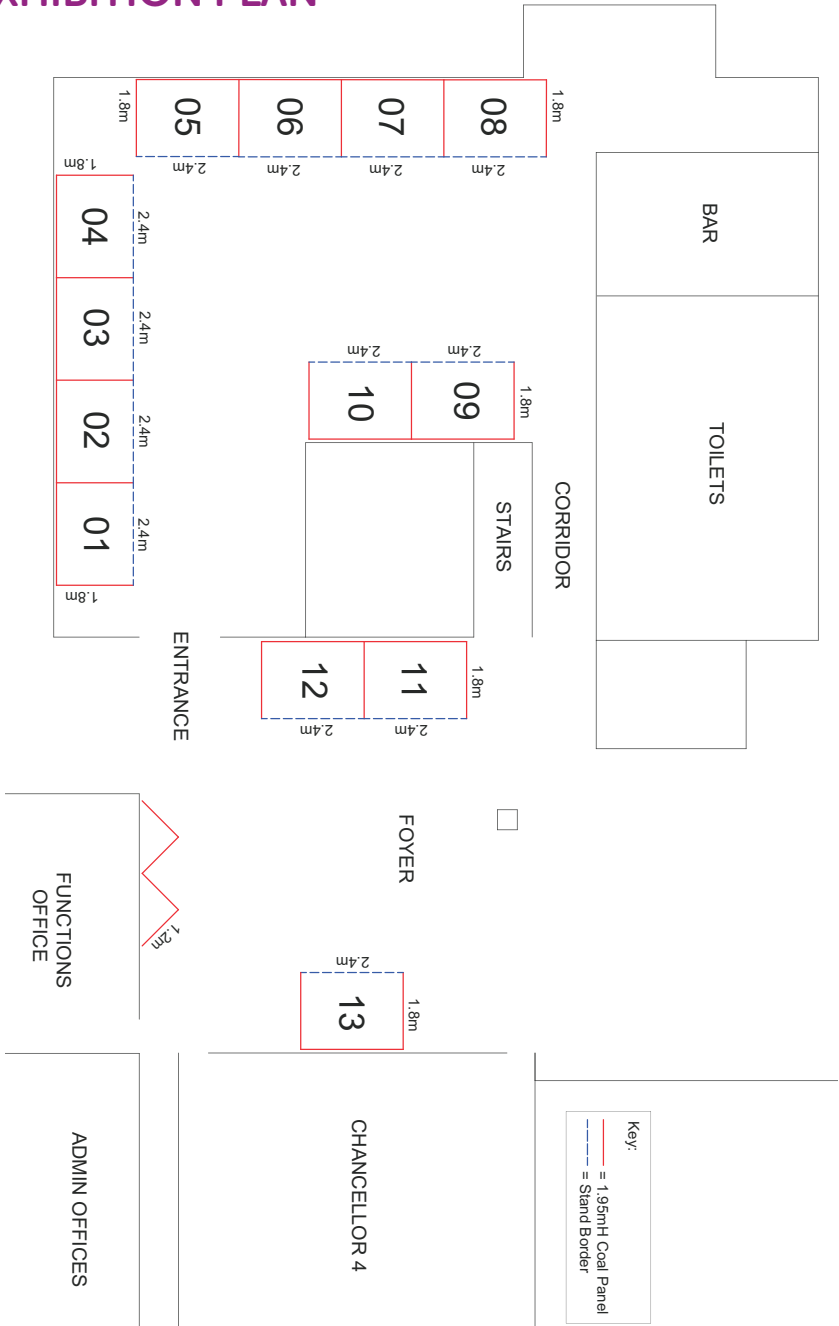 XHIBITION PLAN
1.8m
05
06
07
08
1.8m
2.4m
2.4m
2.4m
2.4m
1.8m
04
2.4m
03
2.4m
02
2.4m
01
2.4m
1.8m
BAR
TOILETS
2.4m
2.4m
10
09
1.8m
STAIRS
CORRIDOR
ENTRANCE
12
11
1.8m
2.4m
2.4m
FOYER
FUNCTIONS
OFFICE
1.2m
2.4m
13
1.8m
ADMIN OFFICES
CHANCELLOR 4
Key:
= 1.95mH Coal Panel
= Stand Border